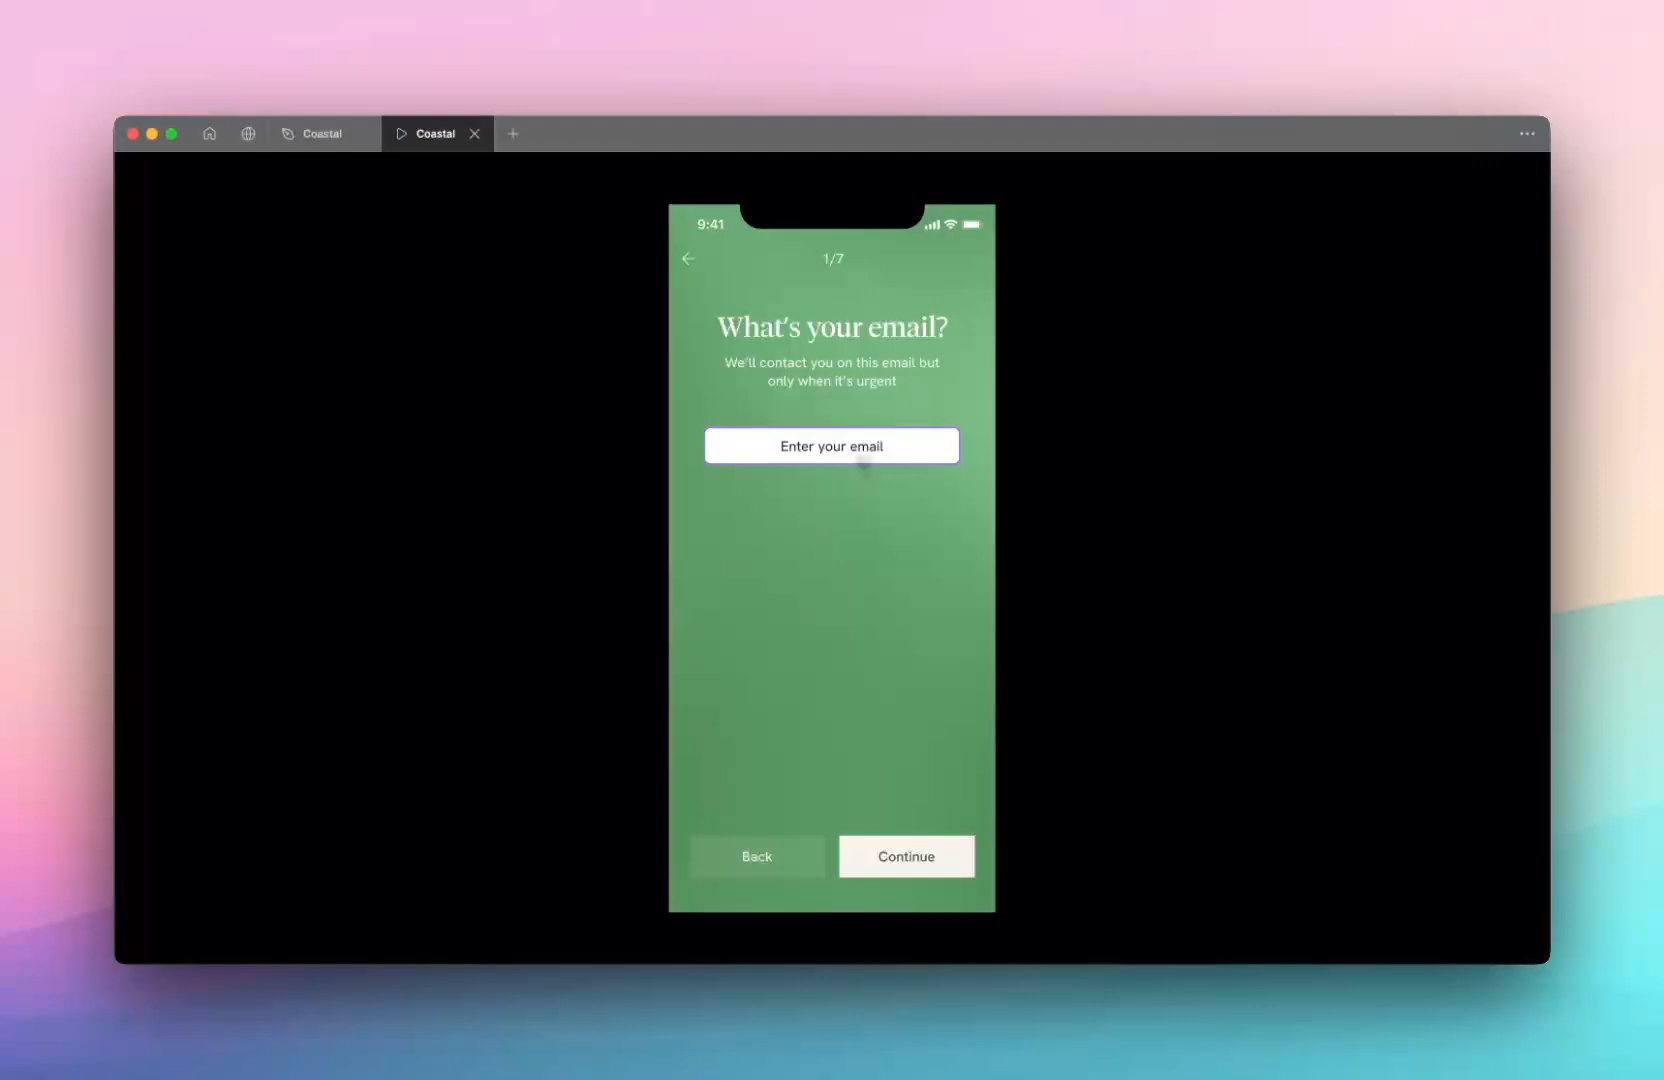 Coastal
Coastal
9:41
1/7
What's your email?
We'll contact you on this email but
only when it's urgent
Enter your email
Back
Continue